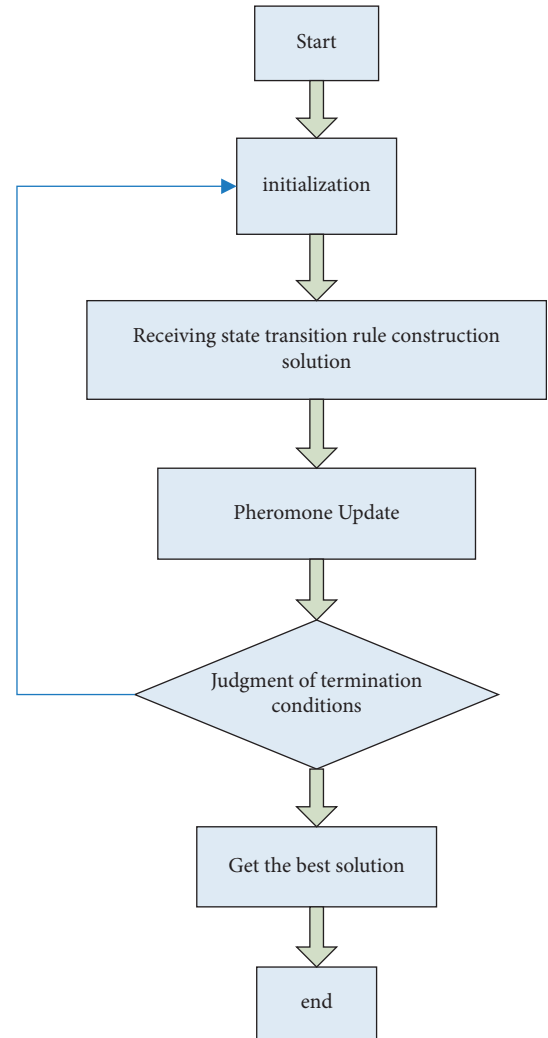 Start
initialization
Receiving state transition rule construction
solution
Pheromone Update
Judgment of termination
conditions
Get the best solution
end